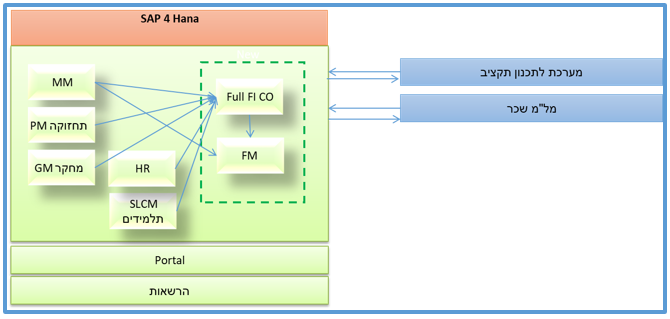 SAP 4 Hana
MM
Full FI CO
מערכת לתכנון תקציב
מל"מ שכר
תחזוקה PM
FM
מחקר GM
HR
SLCM
תלמידים
Portal
הרשאות